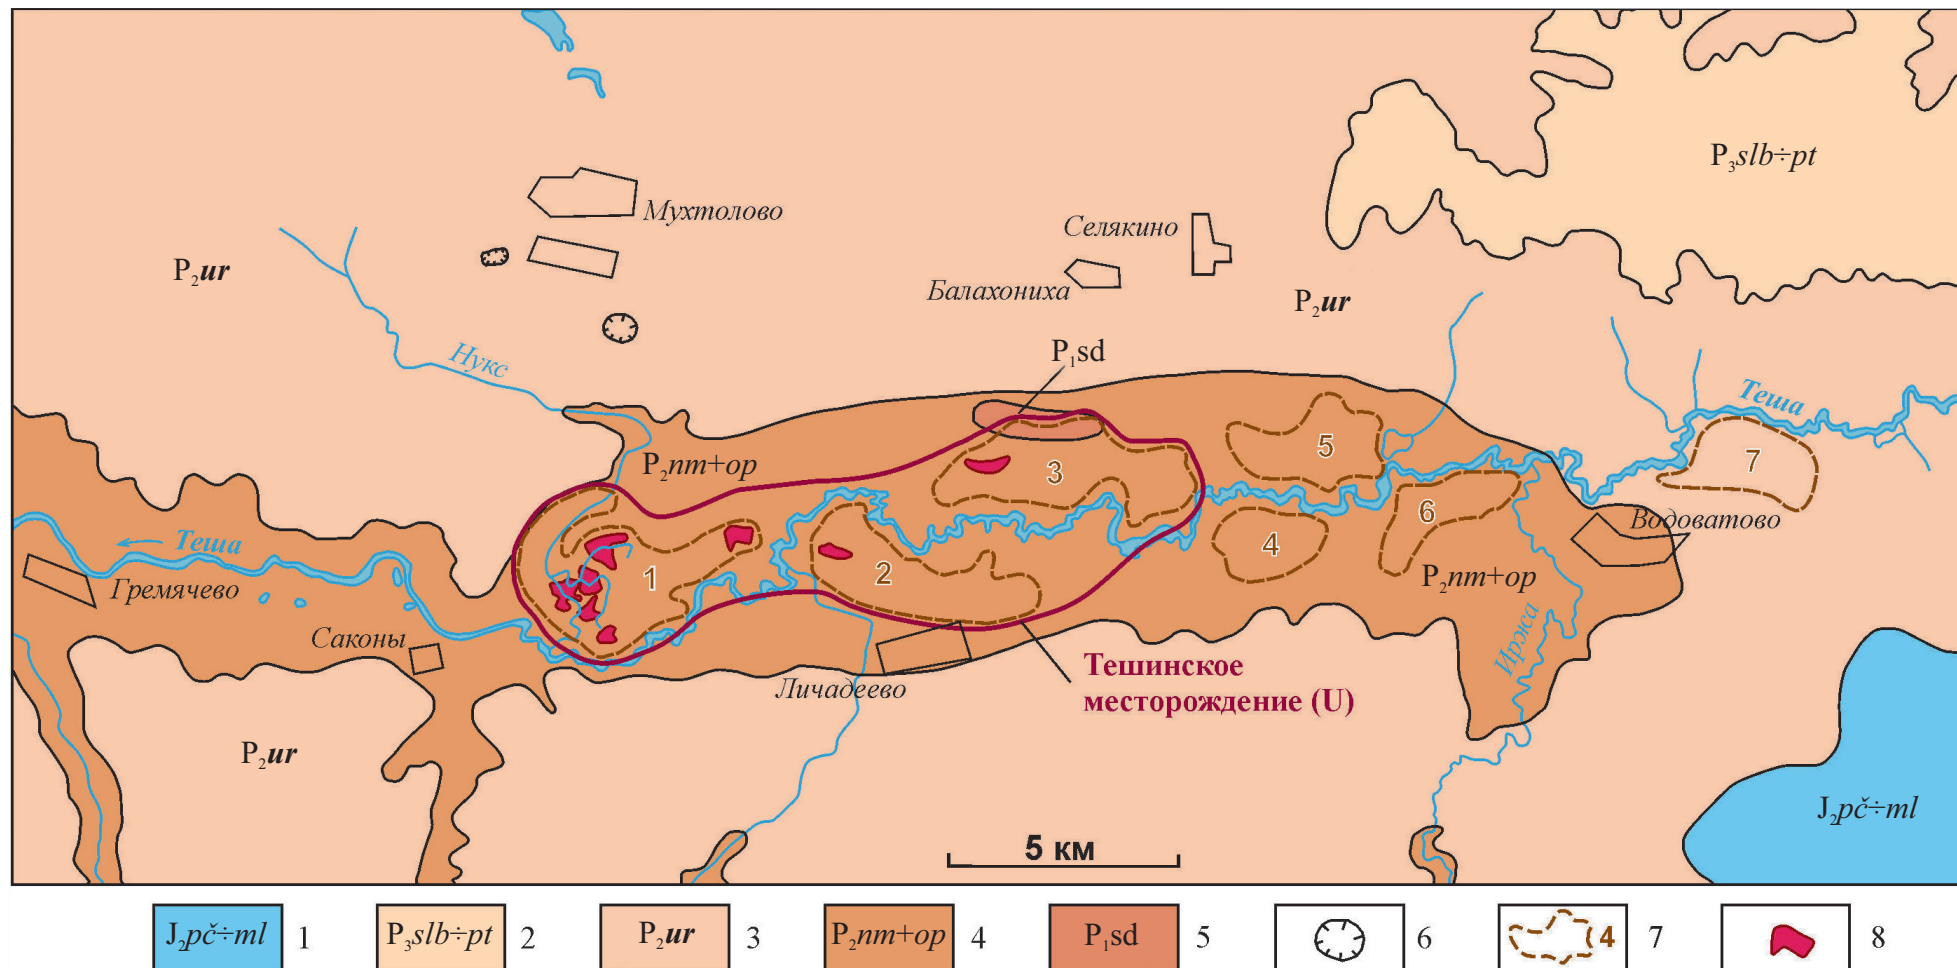 P₃slb÷pt
Мухтолово
Селякино
P₂ur
Балахониха
P₂ur
Нукс
P₁sd
Теша
5
P₂nm+op
3
7
6
Водоватово
Теша
4
1
2
P₂nm+op
Гремячево
Саконы
Иржа
Тешинское
месторождение (U)
Личадеево
P₂ur
J₂pč÷ml
5 км
J₂pč÷ml 1 P₃slb÷pt 2 P₂ur 3 P₂nm+op 4 P₁sd 5 6 4 7 8